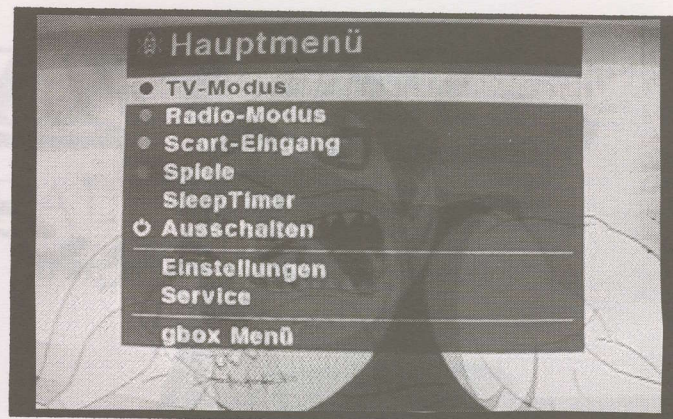 Hauptmenü
TV-Modus
Radio-Modus
Scart-Eingang
Spiele
SleepTimer
Ausschalten
Einstellungen
Service
gbox Menü